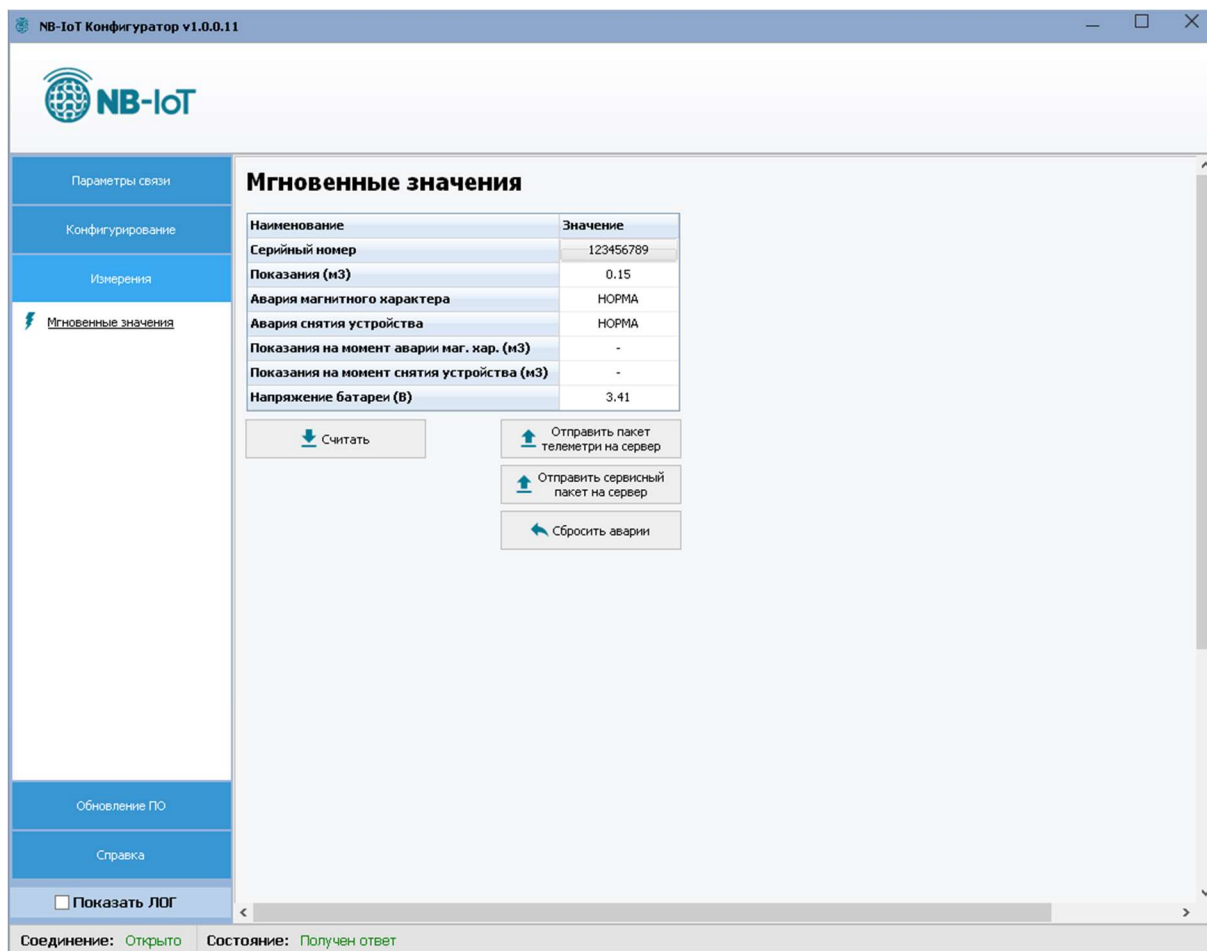 NB-IoT Конфигуратор v1.0.0.11
NB-IoT
Параметры связи
Конфигурирование
Измерения
Мгновенные значения
Обновление ПО
Справка
Показать ЛОГ
Мгновенные значения
Наименование Значение
Серийный номер 123456789
Показания (м3) 0.15
Авария магнитного характера НОРМА
Авария снятия устройства НОРМА
Показания на момент аварии маг. хар. (м3) -
Показания на момент снятия устройства (м3) -
Напряжение батареи (В) 3.41
Считать
Отправить пакет
телеметри на сервер
Отправить сервисный
пакет на сервер
Сбросить аварии
Соединение: Открыто Состояние: Получен ответ